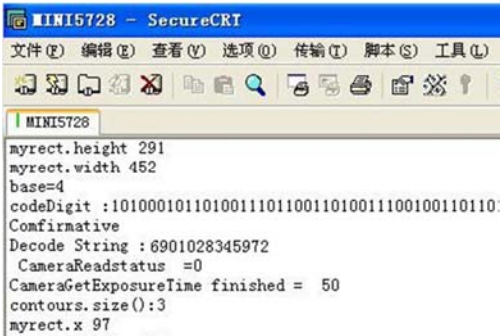 MINI5728 - SecureCRT
文件(F) 编辑(E) 查看(V) 选项(O) 传输(T) 脚本(S) 工具(L)
MINI5728
myrect.height 291
myrect.width 452
base=4
codeDigit :10100010110100111011001101001110010011011011
Comfirmative
Decode String : 6901028345972
CameraReadstatus =0
CameraGetExposureTime finished = 50
contours.size():3
myrect.x 97